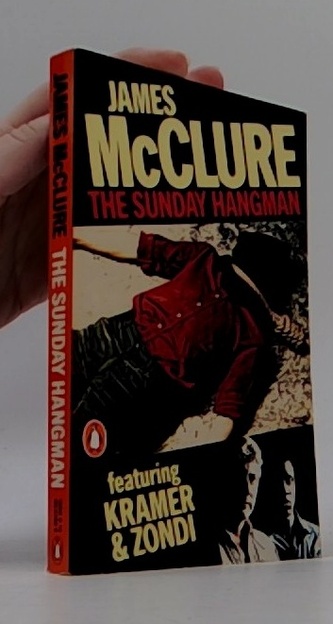 JAMES
McCLURE
THE SUNDAY HANGMAN
featuring
KRAMER
& ZONDI
JAMES McCLURE THE SUNDAY HANGMAN